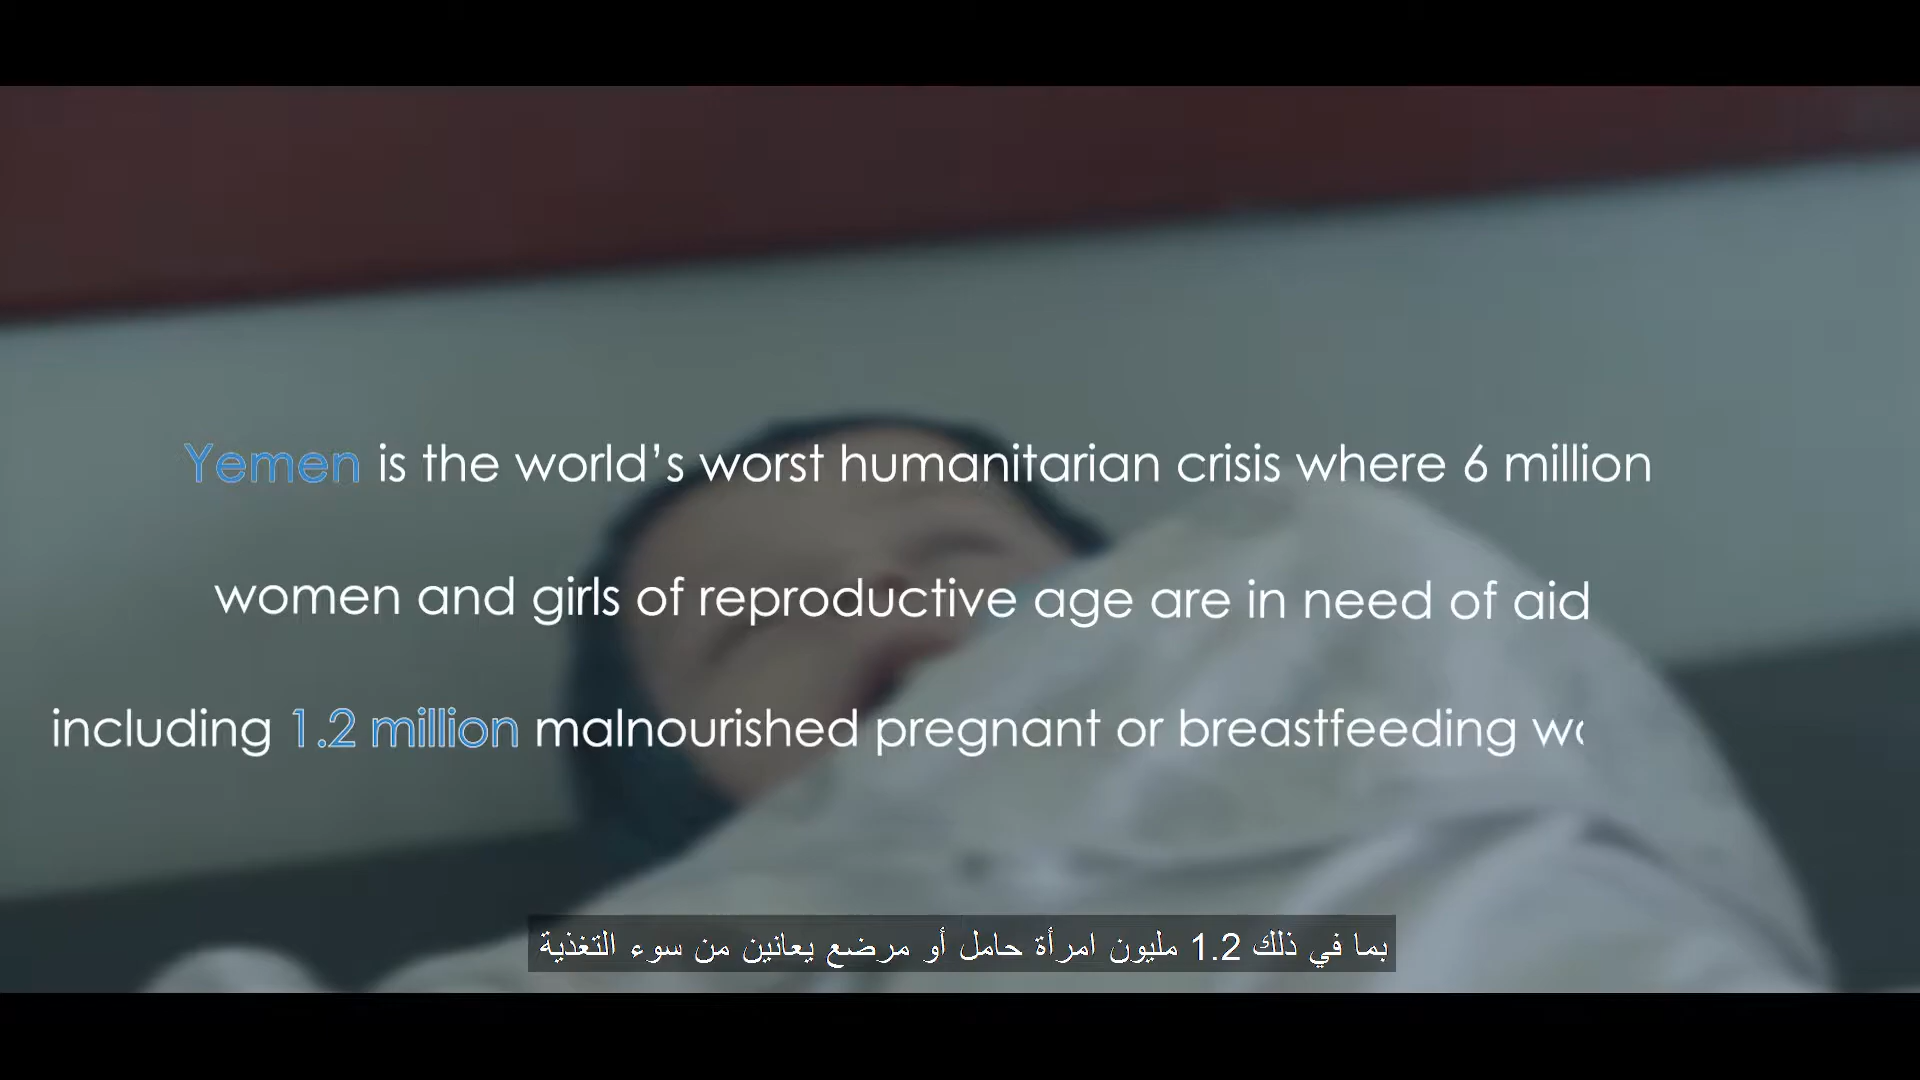 Yemen is the world’s worst humanitarian crisis where 6 million
women and girls of reproductive age are in need of aid
including 1.2 million malnourished pregnant or breastfeeding
بما في ذلك 1.2 مليون امرأة حامل أو مرضع يعانين من سوء التغذية